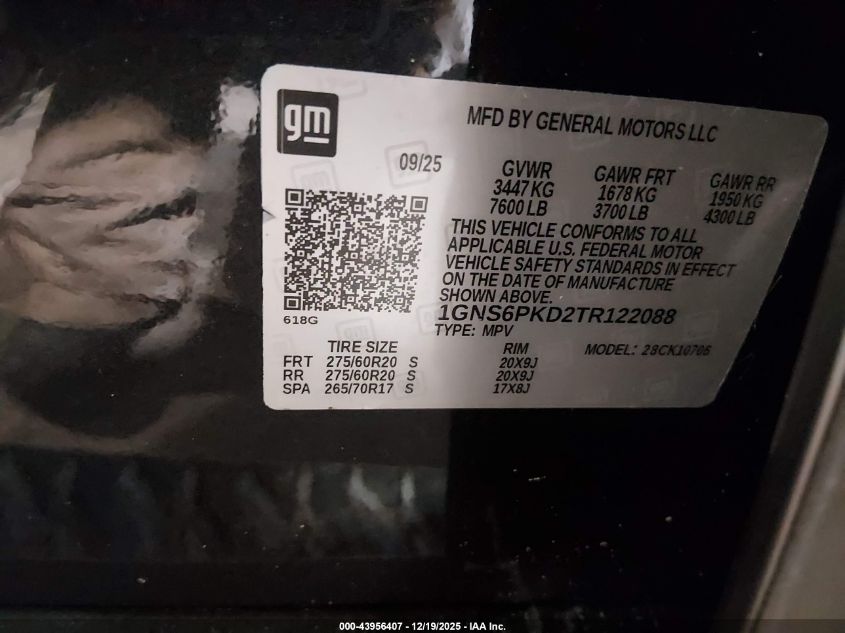 gm
MFD BY GENERAL MOTORS LLC
09/25
GVWR
3447 KG
7600 LB
GAWR FRT
1678 KG
3700 LB
GAWR RR
1950 KG
4300 LB
THIS VEHICLE CONFORMS TO ALL
APPLICABLE U.S. FEDERAL MOTOR
VEHICLE SAFETY STANDARDS IN EFFECT
ON THE DATE OF MANUFACTURE
SHOWN ABOVE.
618G
1GNS6PKD2TR122088
TYPE: MPV
TIRE SIZE RIM MODEL: 28CK10706
FRT 275/60R20 S 20X9J
RR 275/60R20 S 20X9J
SPA 265/70R17 S 17X8J
000-43956407 - 12/19/2025 - IAA Inc.